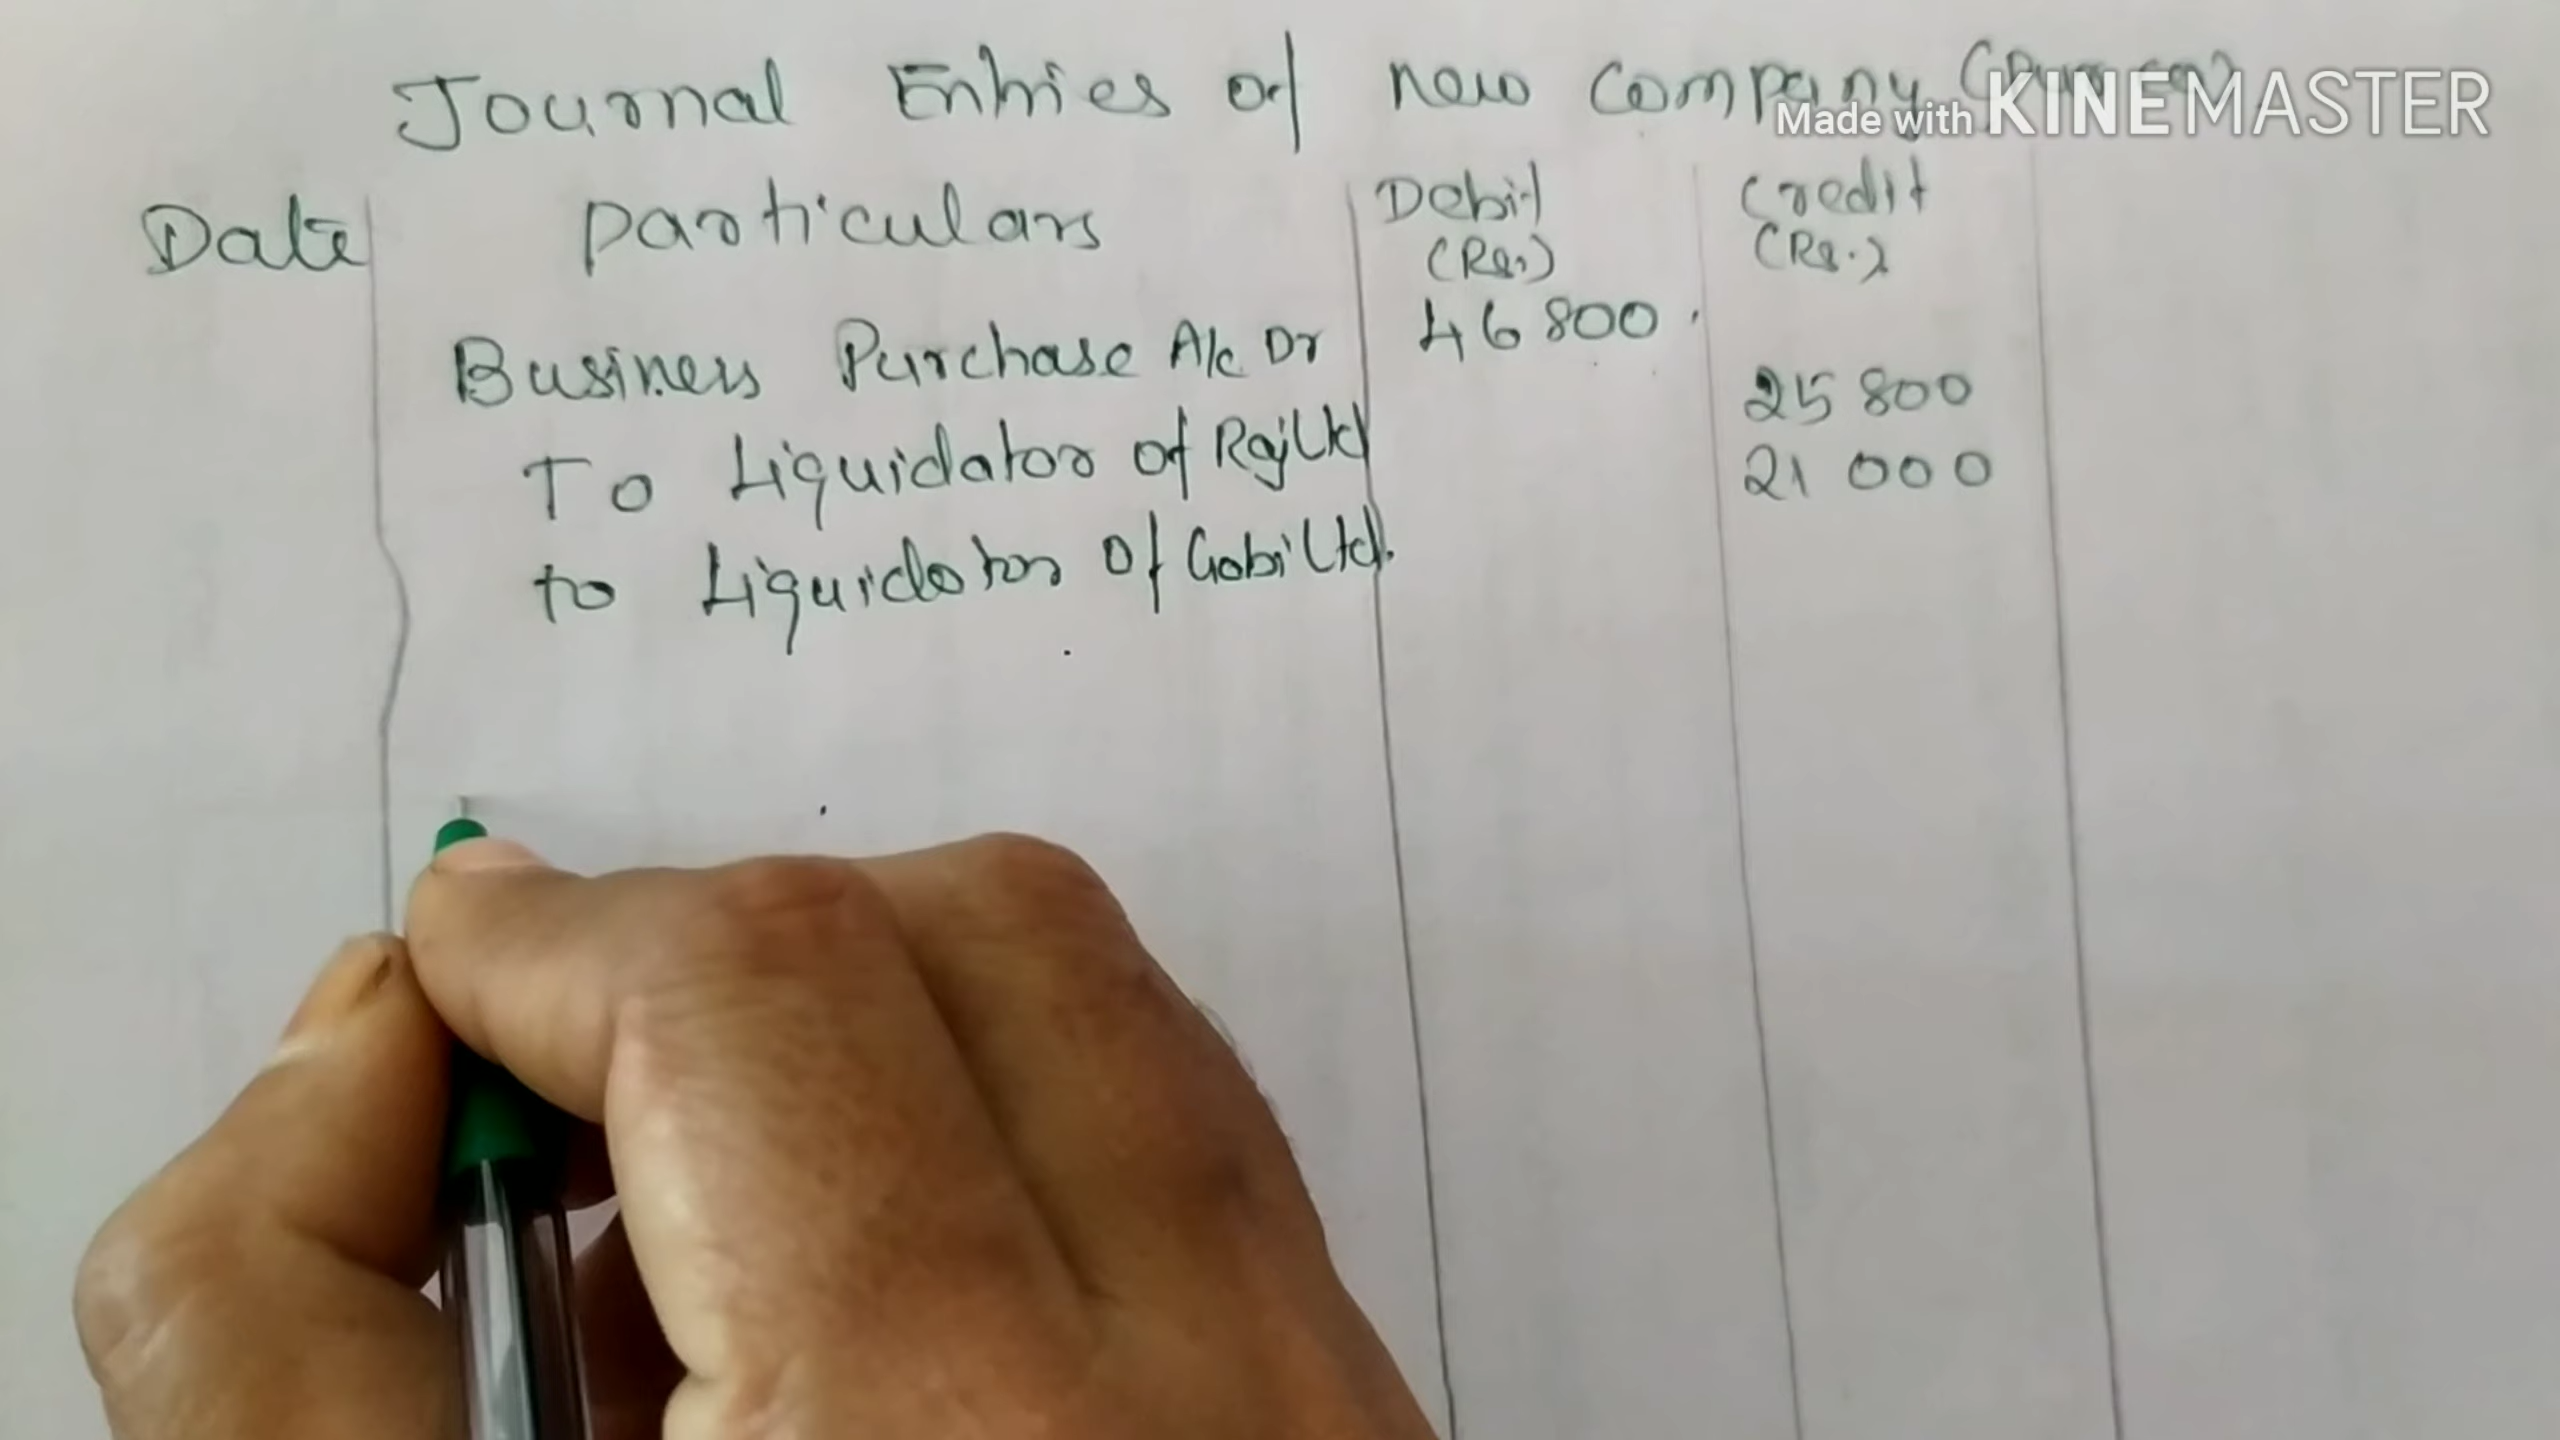 Journal Entries of new company
Made with KINEMASTER
Date particulars Debit (Rs.) Credit (Rs.)
Business Purchase A/c Dr 46800
To Liquidator of Raj Ltd 25800
to Liquidator of Gobi Ltd. 21000